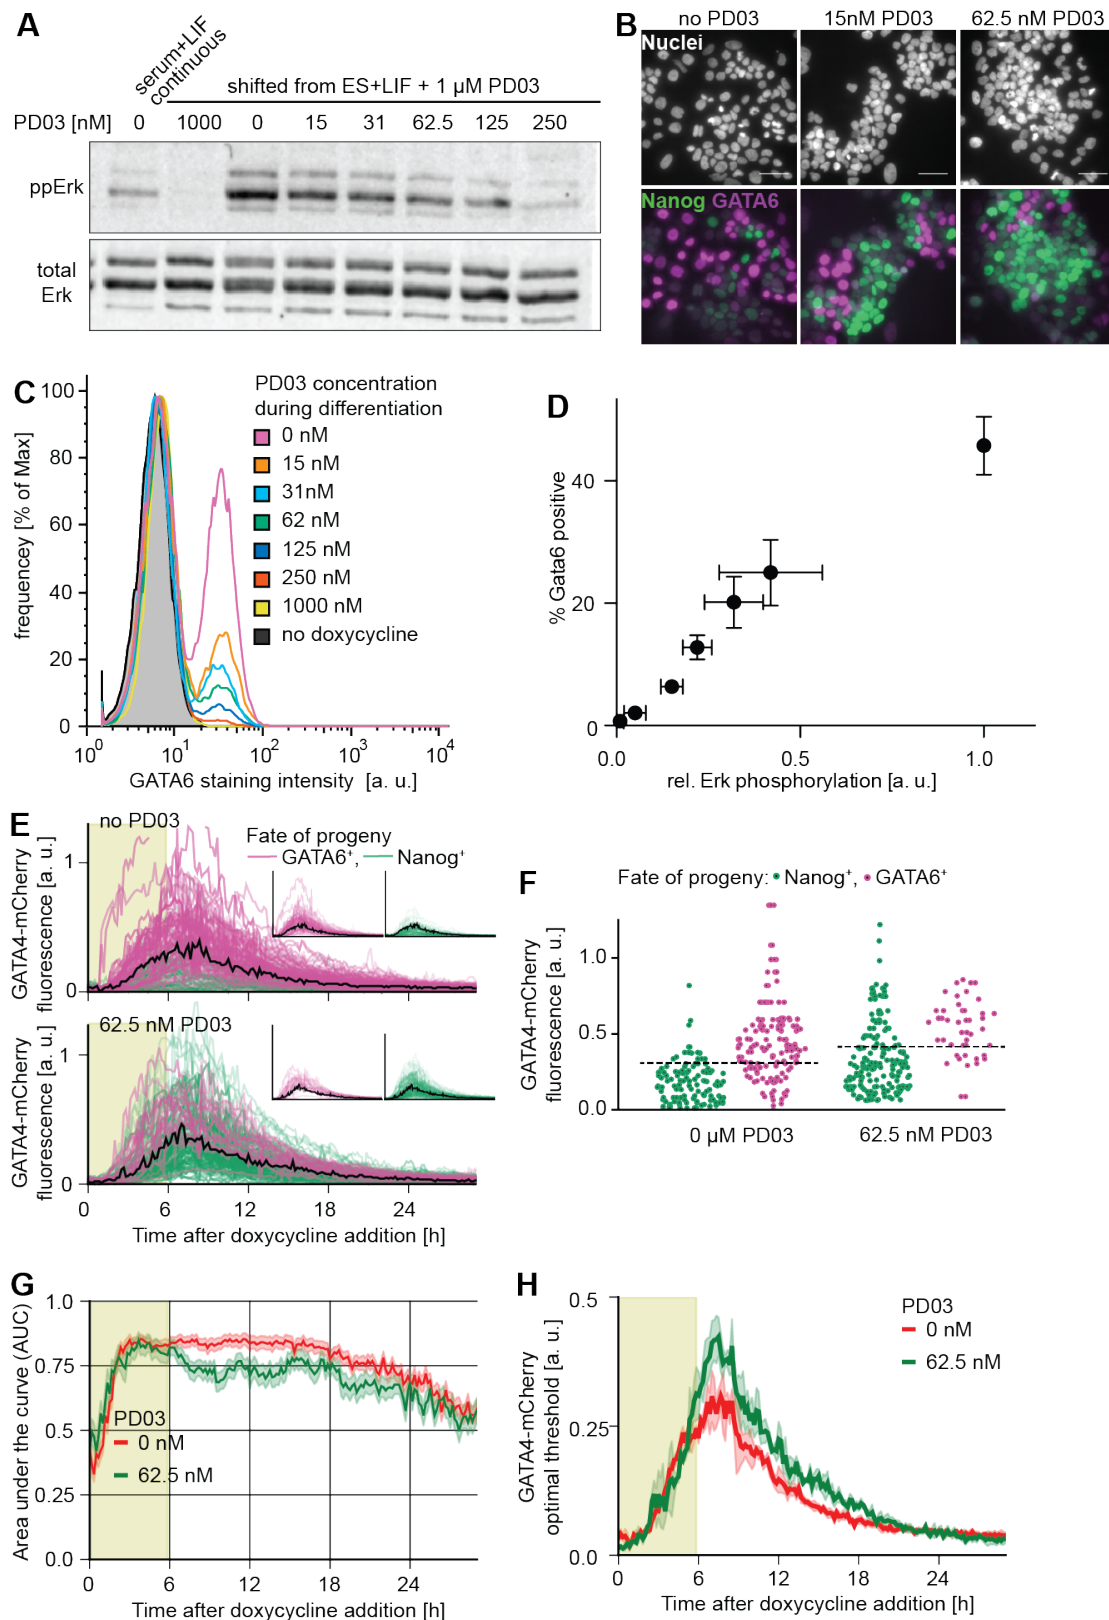 A
serum+LIF
continuous
shifted from ES+LIF + 1 µM PD03
PD03 [nM] 0 1000 0 15 31 62.5 125 250
ppErk
total
Erk
B
no PD03 15nM PD03 62.5 nM PD03
Nuclei
Nanog GATA6
C
PD03 concentration
during differentiation
0 nM
15 nM
31nM
62 nM
125 nM
250 nM
1000 nM
no doxycycline
frequencey [% of Max]
100
80
60
40
20
0
10^0 10^1 10^2 10^3 10^4
GATA6 staining intensity [a. u.]
D
% Gata6 positive
40
20
0
0.0 0.5 1.0
rel. Erk phosphorylation [a. u.]
E
no PD03
Fate of progeny
GATA6⁺, Nanog⁺
GATA4-mCherry
fluorescence [a. u.]
1
0
62.5 nM PD03
GATA4-mCherry
fluorescence [a. u.]
1
0
0 6 12 18 24
Time after doxycycline addition [h]
F
Fate of progeny: Nanog⁺, GATA6⁺
GATA4-mCherry
fluorescence [a. u.]
1.0
0.5
0.0
0 µM PD03 62.5 nM PD03
G
Area under the curve (AUC)
1.0
0.75
0.5
0.25
0.0
PD03
0 nM
62.5 nM
0 6 12 18 24
Time after doxycycline addition [h]
H
GATA4-mCherry
optimal threshold [a. u.]
0.5
0.25
0.0
PD03
0 nM
62.5 nM
0 6 12 18 24
Time after doxycycline addition [h]